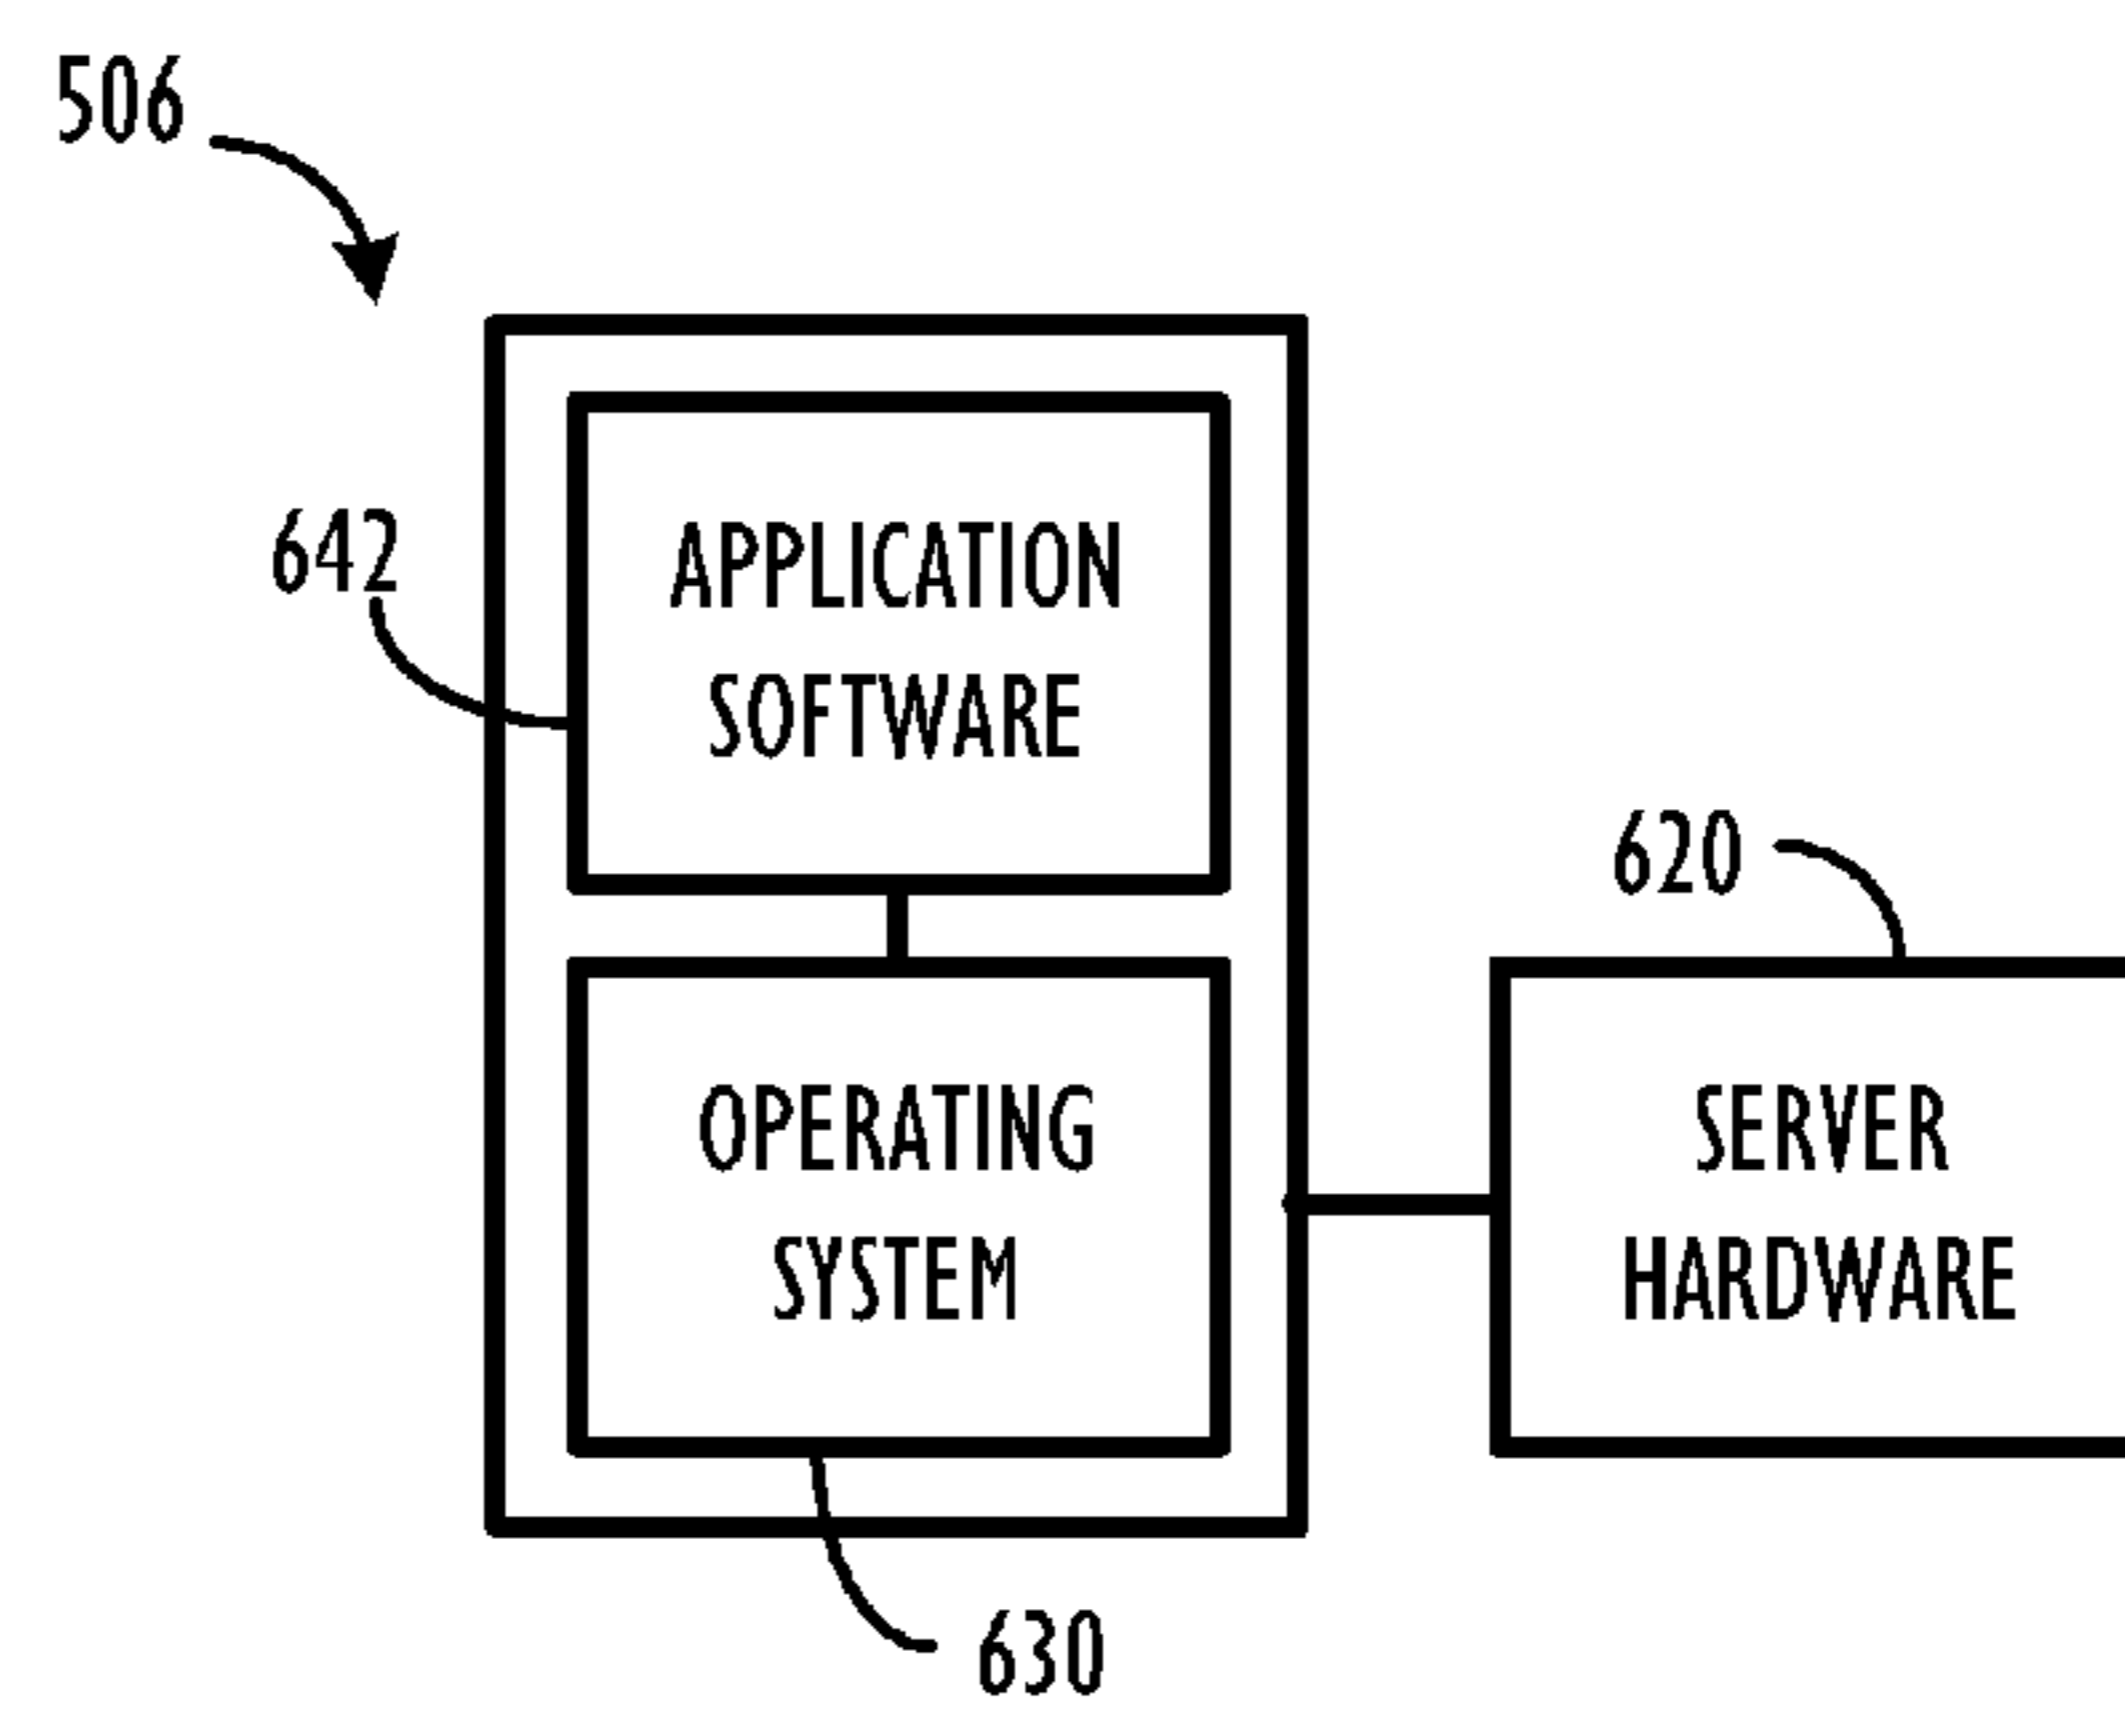 506
642
APPLICATION
SOFTWARE
620
OPERATING
SYSTEM
SERVER
HARDWARE
630